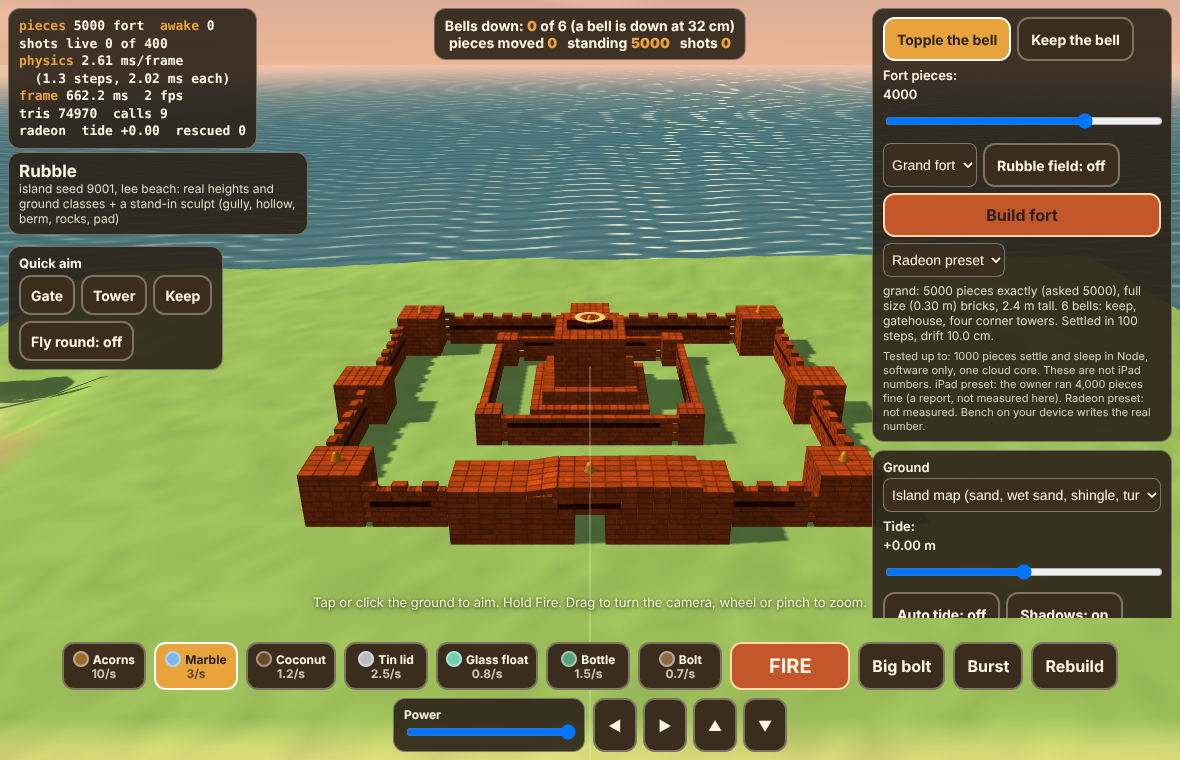 pieces 5000 fort awake 0
shots live 0 of 400
physics 2.61 ms/frame
(1.3 steps, 2.02 ms each)
frame 662.2 ms 2 fps
tris 74970 calls 9
radeon tide +0.00 rescued 0
Rubble
island seed 9001, lee beach: real heights and
ground classes + a stand-in sculpt (gully, hollow,
berm, rocks, pad)
Quick aim
Gate Tower Keep
Fly round: off
Bells down: 0 of 6 (a bell is down at 32 cm)
pieces moved 0 standing 5000 shots 0
Topple the bell Keep the bell
Fort pieces:
4000
Grand fort Rubble field: off
Build fort
Radeon preset
grand: 5000 pieces exactly (asked 5000), full
size (0.30 m) bricks, 2.4 m tall. 6 bells: keep,
gatehouse, four corner towers. Settled in 100
steps, drift 10.0 cm.
Tested up to: 1000 pieces settle and sleep in Node,
software only, one cloud core. These are not iPad
numbers. iPad preset: the owner ran 4,000 pieces
fine (a report, not measured here). Radeon preset:
not measured. Bench on your device writes the real
number.
Ground
Island map (sand, wet sand, shingle, tur
Tide:
+0.00 m
Auto tide: off Shadows: on
Tap or click the ground to aim. Hold Fire. Drag to turn the camera, wheel or pinch to zoom.
Acorns Marble Coconut Tin lid Glass float Bottle Bolt
10/s 3/s 1.2/s 2.5/s 0.8/s 1.5/s 0.7/s
FIRE Big bolt Burst Rebuild
Power